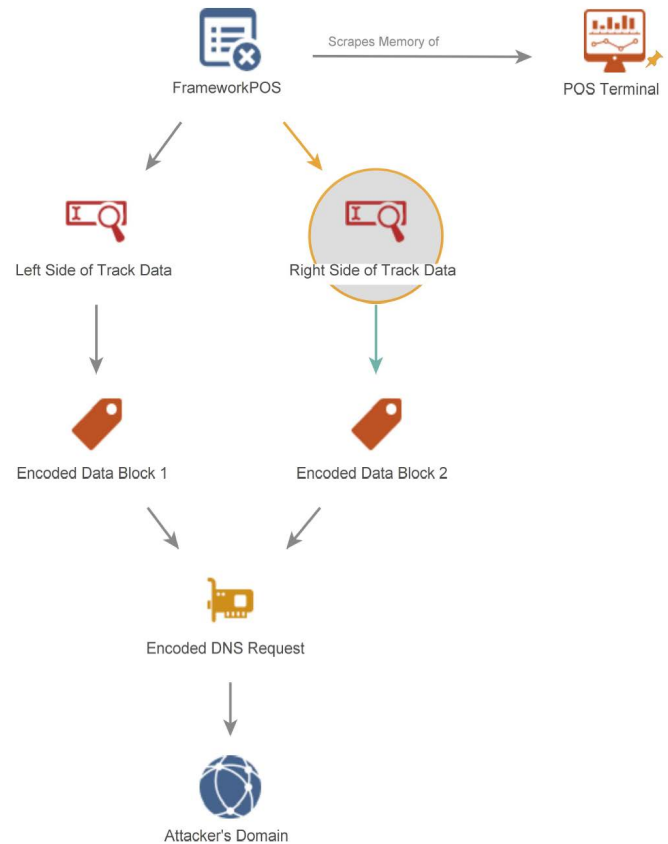 Scrapes Memory of
FrameworkPOS
POS Terminal
Left Side of Track Data
Right Side of Track Data
Encoded Data Block 1
Encoded Data Block 2
Encoded DNS Request
Attacker's Domain